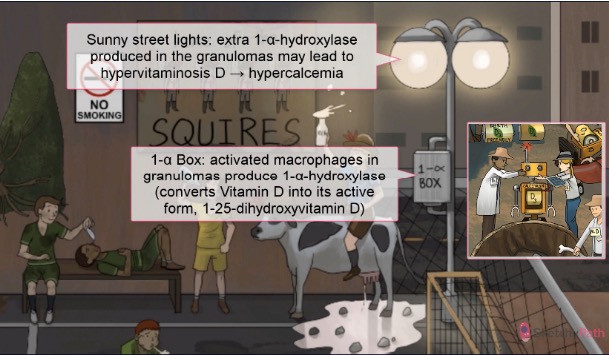 Sunny street lights: extra 1-α-hydroxylase
produced in the granulomas may lead to
hypervitaminosis D → hypercalcemia
NO
SMOKING
SQUIRES
1-α Box: activated macrophages in
granulomas produce 1-α-hydroxylase
(converts Vitamin D into its active
form, 1-25-dihydroxyvitamin D)
1-α
BOX